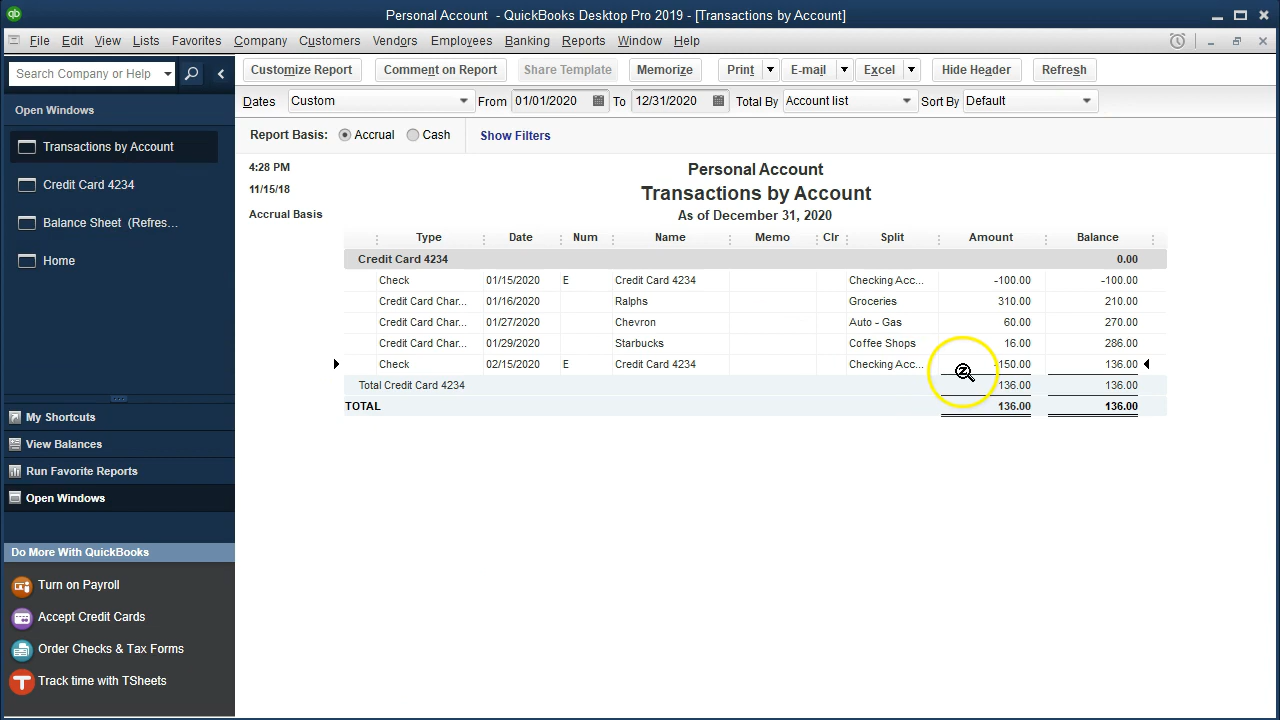 Personal Account - QuickBooks Desktop Pro 2019 - [Transactions by Account]
File Edit View Lists Favorites Company Customers Vendors Employees Banking Reports Window Help
Search Company or Help
Customize Report Comment on Report Share Template Memorize Print E-mail Excel Hide Header Refresh
Open Windows
Dates Custom From 01/01/2020 To 12/31/2020 Total By Account list Sort By Default
Report Basis: Accrual Cash Show Filters
Transactions by Account
Credit Card 4234
Balance Sheet (Refres...
Home
My Shortcuts
View Balances
Run Favorite Reports
Open Windows
Do More With QuickBooks
Turn on Payroll
Accept Credit Cards
Order Checks & Tax Forms
Track time with TSheets
4:28 PM
11/15/18
Accrual Basis
Personal Account
Transactions by Account
As of December 31, 2020
Type Date Num Name Memo Clr Split Amount Balance
Credit Card 4234 0.00
Check 01/15/2020 E Credit Card 4234 Checking Acc... -100.00 -100.00
Credit Card Char... 01/16/2020 Ralphs Groceries 310.00 210.00
Credit Card Char... 01/27/2020 Chevron Auto - Gas 60.00 270.00
Credit Card Char... 01/29/2020 Starbucks Coffee Shops 16.00 286.00
Check 02/15/2020 E Credit Card 4234 Checking Acc... -150.00 136.00
Total Credit Card 4234 136.00 136.00
TOTAL 136.00 136.00